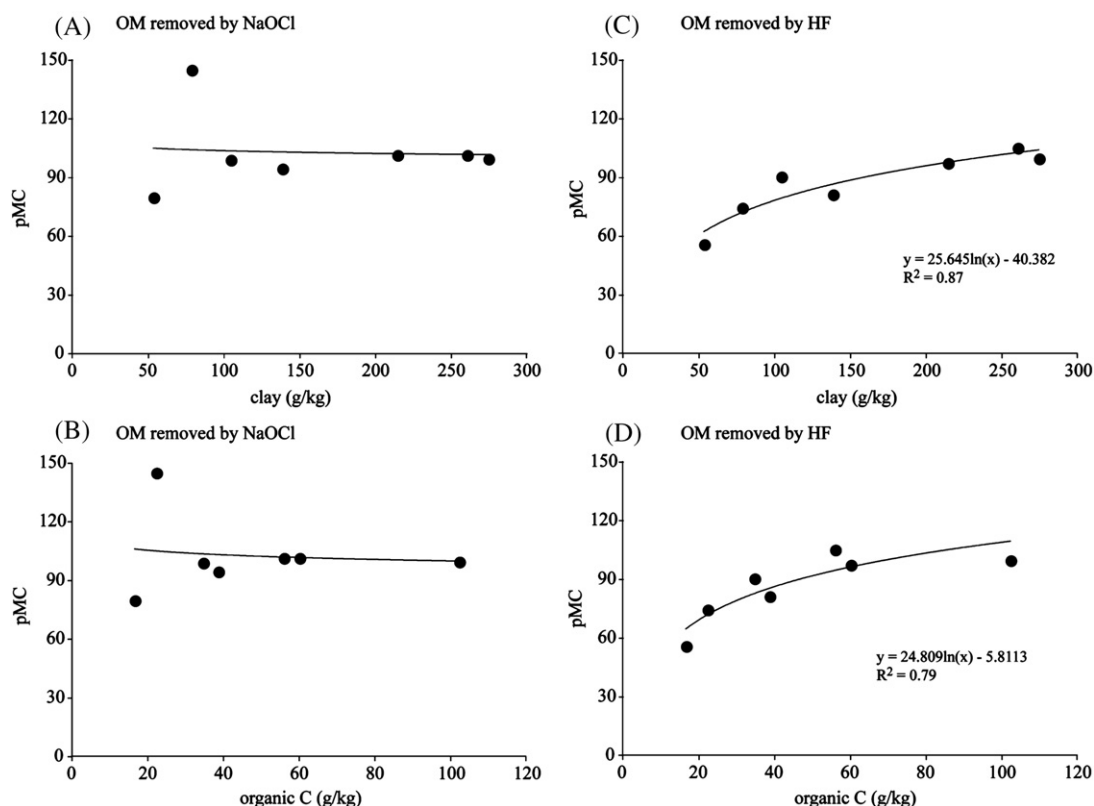 (A) OM removed by NaOCl
150
120
90
60
30
0
pMC
0 50 100 150 200 250 300
clay (g/kg)
(C) OM removed by HF
150
120
90
60
30
0
pMC
y = 25.645ln(x) - 40.382
R² = 0.87
0 50 100 150 200 250 300
clay (g/kg)
(B) OM removed by NaOCl
150
120
90
60
30
0
pMC
0 20 40 60 80 100 120
organic C (g/kg)
(D) OM removed by HF
150
120
90
60
30
0
pMC
y = 24.809ln(x) - 5.8113
R² = 0.79
0 20 40 60 80 100 120
organic C (g/kg)